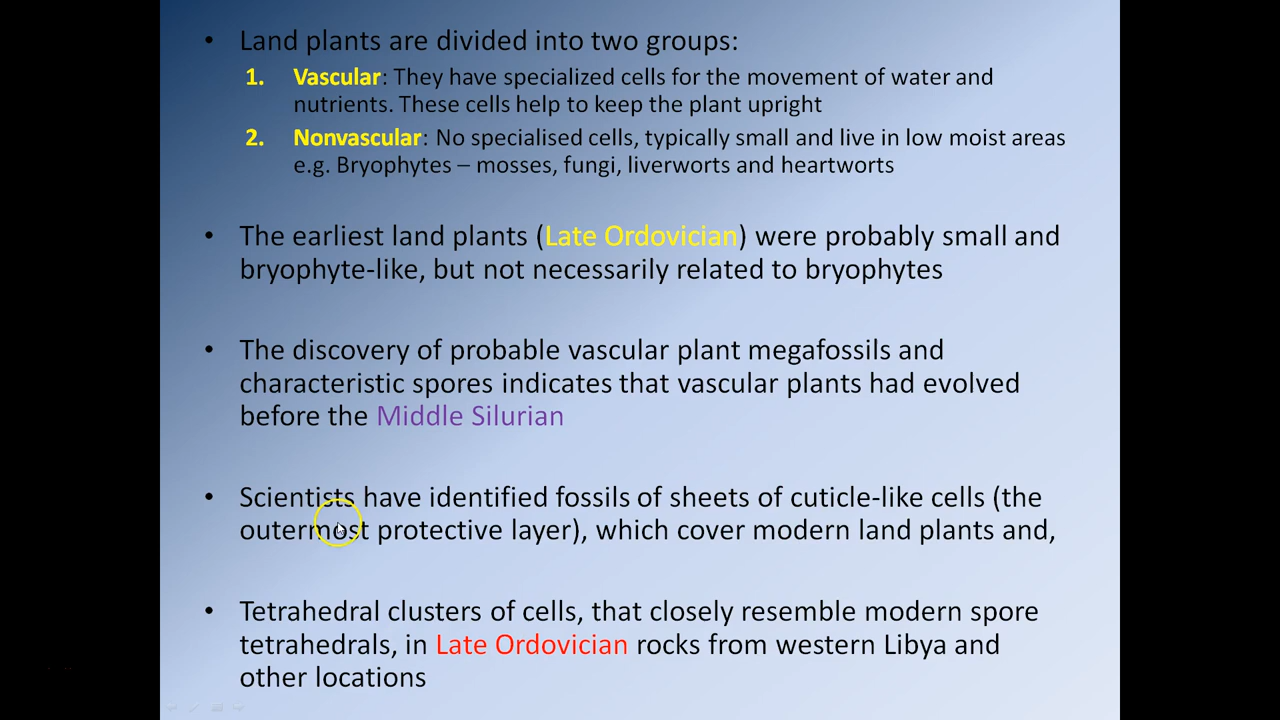 • Land plants are divided into two groups:
1. Vascular: They have specialized cells for the movement of water and
nutrients. These cells help to keep the plant upright
2. Nonvascular: No specialised cells, typically small and live in low moist areas
e.g. Bryophytes – mosses, fungi, liverworts and heartworts
• The earliest land plants (Late Ordovician) were probably small and
bryophyte-like, but not necessarily related to bryophytes
• The discovery of probable vascular plant megafossils and
characteristic spores indicates that vascular plants had evolved
before the Middle Silurian
• Scientists have identified fossils of sheets of cuticle-like cells (the
outermost protective layer), which cover modern land plants and,
• Tetrahedral clusters of cells, that closely resemble modern spore
tetrahedrals, in Late Ordovician rocks from western Libya and
other locations